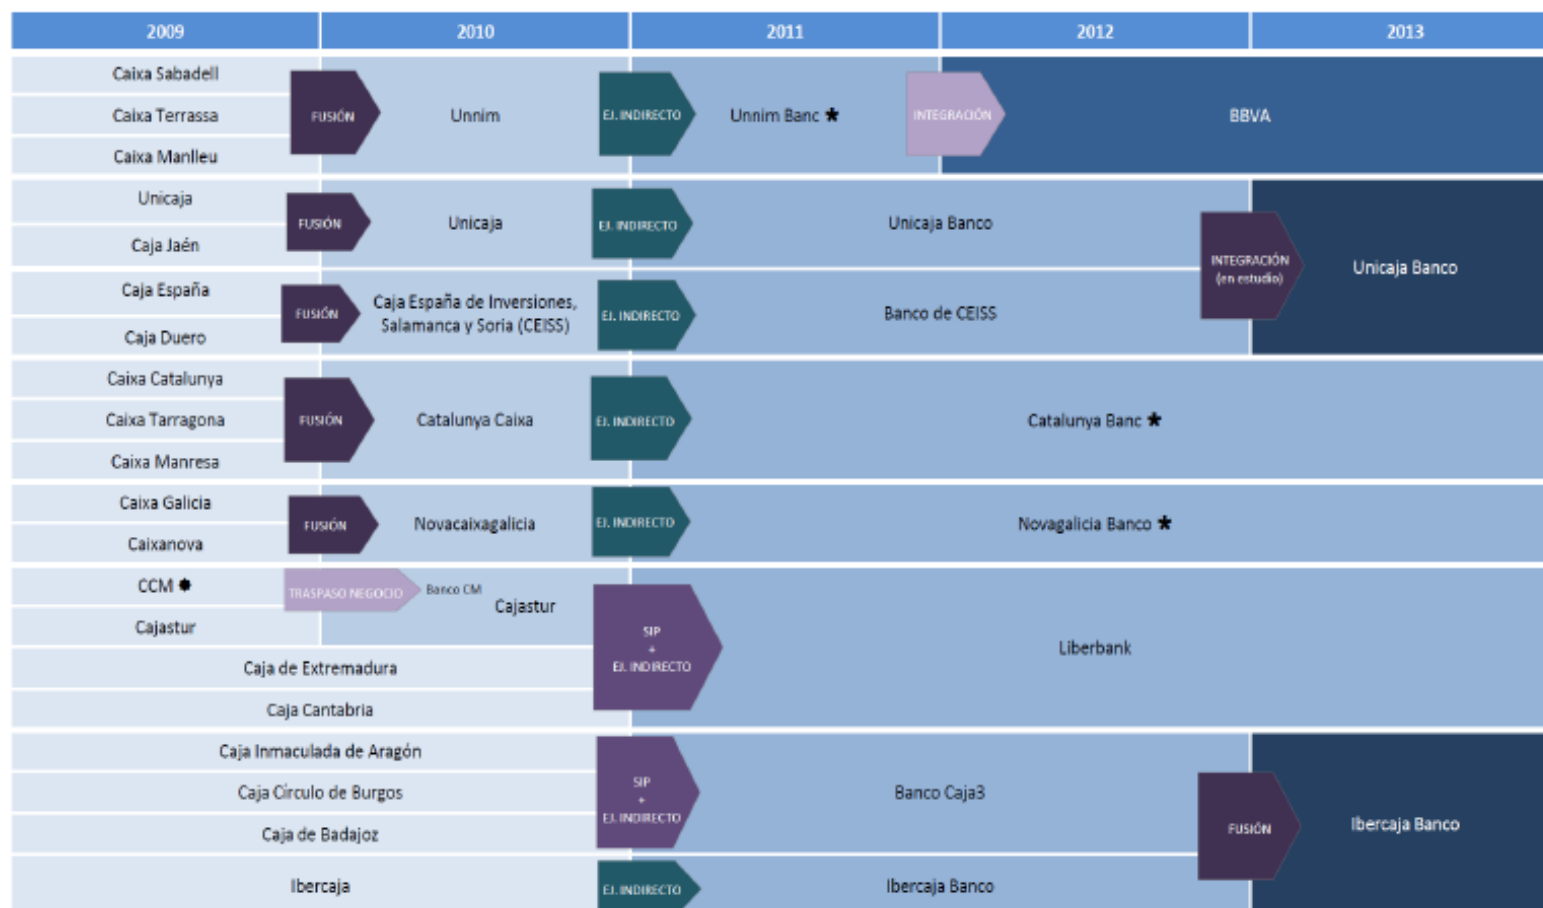 2009 2010 2011 2012 2013
Caixa Sabadell
Caixa Terrassa
Caixa Manlleu
FUSIÓN
Unnim
EJ. INDIRECTO
Unnim Banc *
INTEGRACIÓN
BBVA
Unicaja
Caja Jaén
FUSIÓN
Unicaja
EJ. INDIRECTO
Unicaja Banco
Caja España
Caja Duero
FUSIÓN
Caja España de Inversiones,
Salamanca y Soria (CEISS)
EJ. INDIRECTO
Banco de CEISS
INTEGRACIÓN
(en estudio)
Unicaja Banco
Caixa Catalunya
Caixa Tarragona
Caixa Manresa
FUSIÓN
Catalunya Caixa
EJ. INDIRECTO
Catalunya Banc *
Caixa Galicia
Caixanova
FUSIÓN
Novacaixagalicia
EJ. INDIRECTO
Novagalicia Banco *
CCM ✸
Cajastur
TRASPASO NEGOCIO
Banco CM
Cajastur
Caja de Extremadura
Caja Cantabria
SIP
+
EJ. INDIRECTO
Liberbank
Caja Inmaculada de Aragón
Caja Círculo de Burgos
Caja de Badajoz
SIP
+
EJ. INDIRECTO
Banco Caja3
Ibercaja
EJ. INDIRECTO
Ibercaja Banco
FUSIÓN
Ibercaja Banco